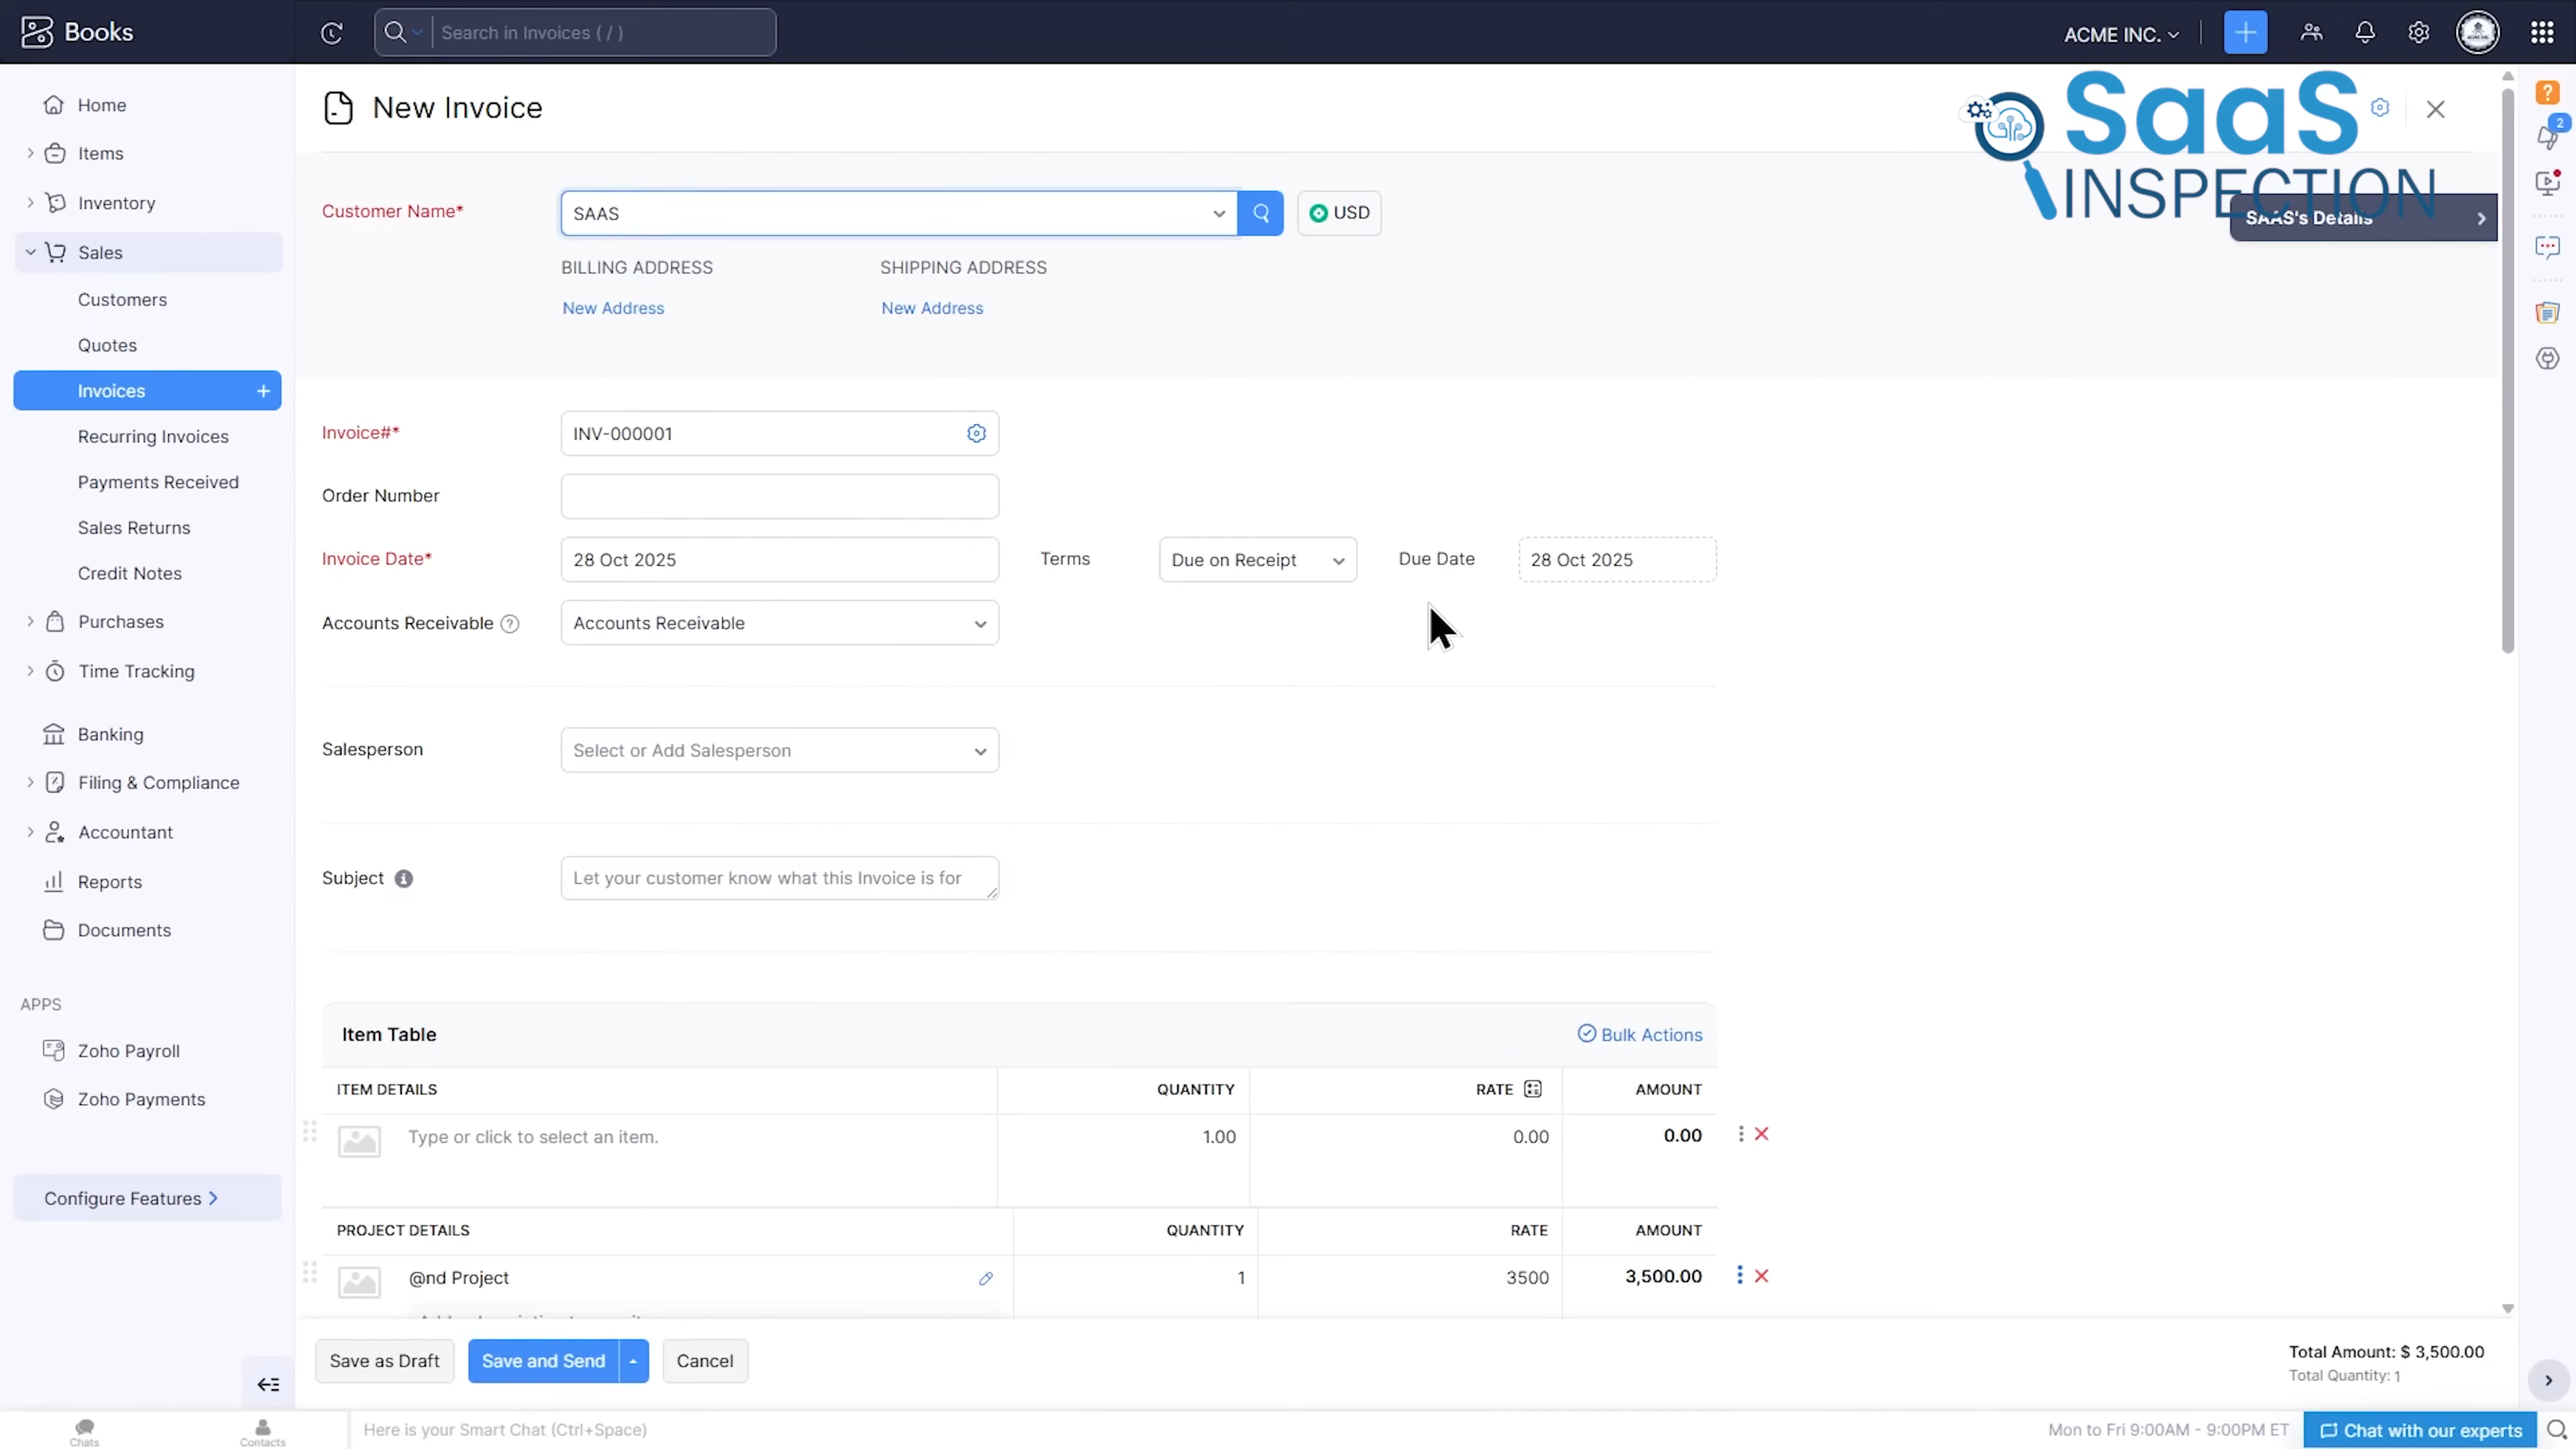 Books
Search in Invoices ( / )
ACME INC.
Home
Items
Inventory
Sales
Customers
Quotes
Invoices
Recurring Invoices
Payments Received
Sales Returns
Credit Notes
Purchases
Time Tracking
Banking
Filing & Compliance
Accountant
Reports
Documents
APPS
Zoho Payroll
Zoho Payments
Configure Features
New Invoice
SaaS
INSPECTION
2
Customer Name*
SAAS
USD
SAAS's Details
BILLING ADDRESS
SHIPPING ADDRESS
New Address
New Address
Invoice#*
INV-000001
Order Number
Invoice Date*
28 Oct 2025
Terms
Due on Receipt
Due Date
28 Oct 2025
Accounts Receivable
Accounts Receivable
Salesperson
Select or Add Salesperson
Subject
Let your customer know what this Invoice is for
Item Table
Bulk Actions
ITEM DETAILS QUANTITY RATE AMOUNT
Type or click to select an item. 1.00 0.00 0.00
PROJECT DETAILS QUANTITY RATE AMOUNT
@nd Project 1 3500 3,500.00
Save as Draft
Save and Send
Cancel
Total Amount: $ 3,500.00
Total Quantity: 1
Chats
Contacts
Here is your Smart Chat (Ctrl+Space)
Mon to Fri 9:00AM - 9:00PM ET
Chat with our experts